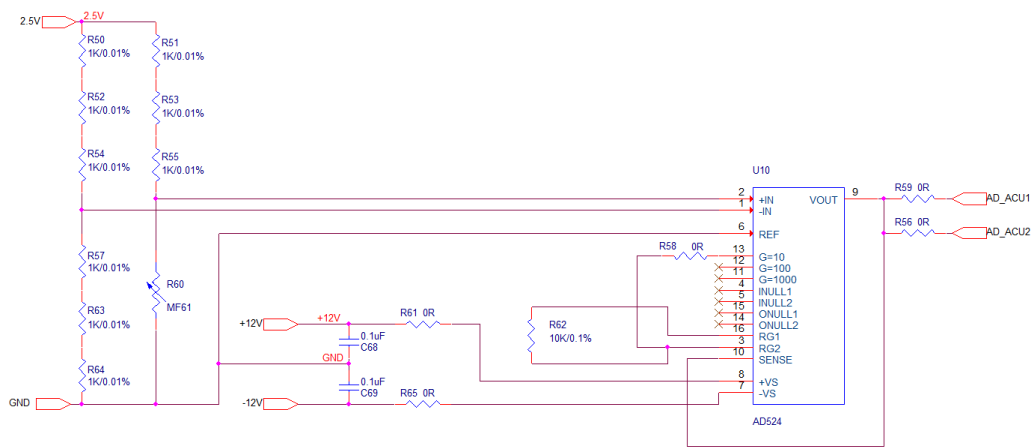 2.5V
2.5V
R50
1K/0.01%
R51
1K/0.01%
R52
1K/0.01%
R53
1K/0.01%
R54
1K/0.01%
R55
1K/0.01%
U10
2
+IN
VOUT
9
R59 0R
AD_ACU1
1
-IN
6
REF
R56 0R
AD_ACU2
R58 0R
13
G=10
12
G=100
11
G=1000
4
INULL1
5
INULL2
15
ONULL1
14
ONULL2
16
RG1
3
RG2
10
SENSE
8
+VS
7
-VS
AD524
R57
1K/0.01%
R60
MF61
R63
1K/0.01%
R62
10K/0.1%
+12V
+12V
R61 0R
0.1uF
C68
GND
R64
1K/0.01%
0.1uF
C69
GND
-12V
R65 0R